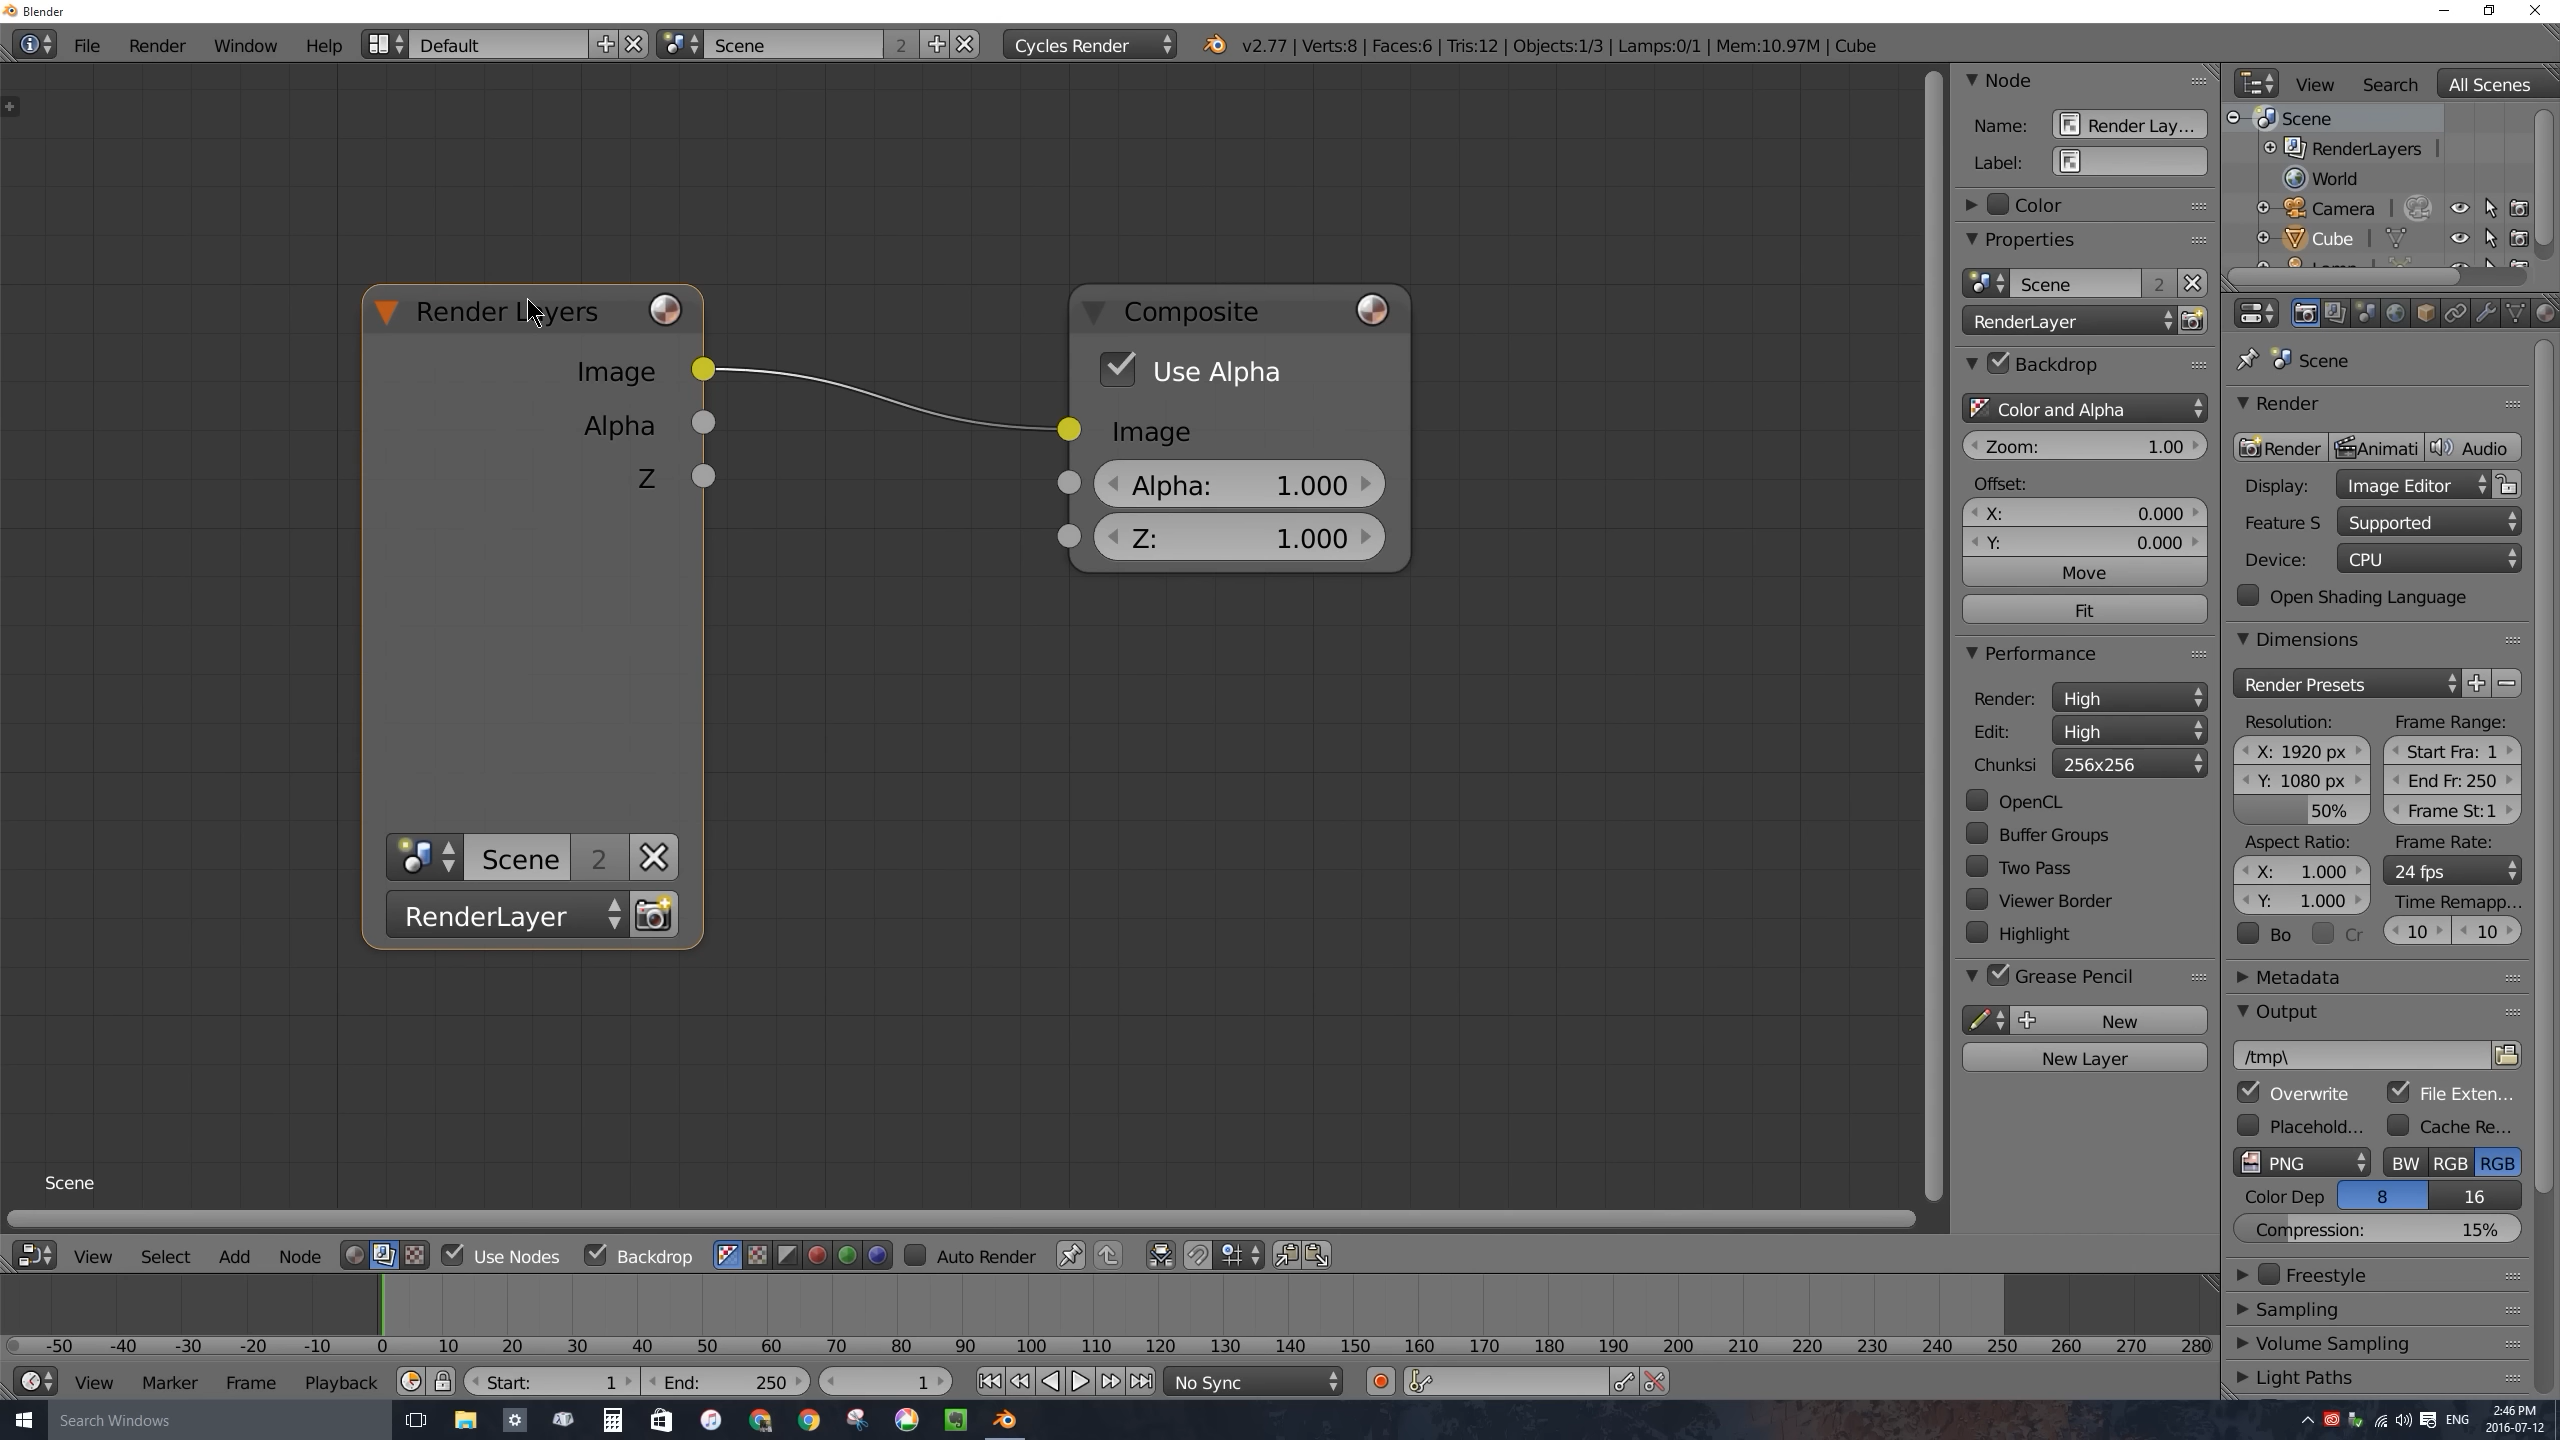 Blender
File Render Window Help Default Scene 2 Cycles Render v2.77 | Verts:8 | Faces:6 | Tris:12 | Objects:1/3 | Lamps:0/1 | Mem:10.97M | Cube
Render Layers
Image
Alpha
Z
Scene 2
RenderLayer
Composite
Use Alpha
Image
Alpha: 1.000
Z: 1.000
Scene
Node
Name: Render Lay...
Label:
Color
Properties
Scene 2
RenderLayer
Backdrop
Color and Alpha
Zoom: 1.00
Offset:
X: 0.000
Y: 0.000
Move
Fit
Performance
Render: High
Edit: High
Chunksi 256x256
OpenCL
Buffer Groups
Two Pass
Viewer Border
Highlight
Grease Pencil
New
New Layer
View Search All Scenes
Scene
RenderLayers
World
Camera
Cube
Scene
Render
Render Animati Audio
Display: Image Editor
Feature S Supported
Device: CPU
Open Shading Language
Dimensions
Render Presets
Resolution: Frame Range:
X: 1920 px Start Fra: 1
Y: 1080 px End Fr: 250
50% Frame St:1
Aspect Ratio: Frame Rate:
X: 1.000 24 fps
Y: 1.000 Time Remapp...
Bo Cr 10 10
Metadata
Output
/tmp\
Overwrite File Exten...
Placehold... Cache Re...
PNG BW RGB RGB
Color Dep 8 16
Compression: 15%
Freestyle
Sampling
Volume Sampling
Light Paths
View Select Add Node Use Nodes Backdrop Auto Render
-50 -40 -30 -20 -10 0 10 20 30 40 50 60 70 80 90 100 110 120 130 140 150 160 170 180 190 200 210 220 230 240 250 260 270 280
View Marker Frame Playback Start: 1 End: 250 1 No Sync
Search Windows ENG 2:46 PM
2016-07-12